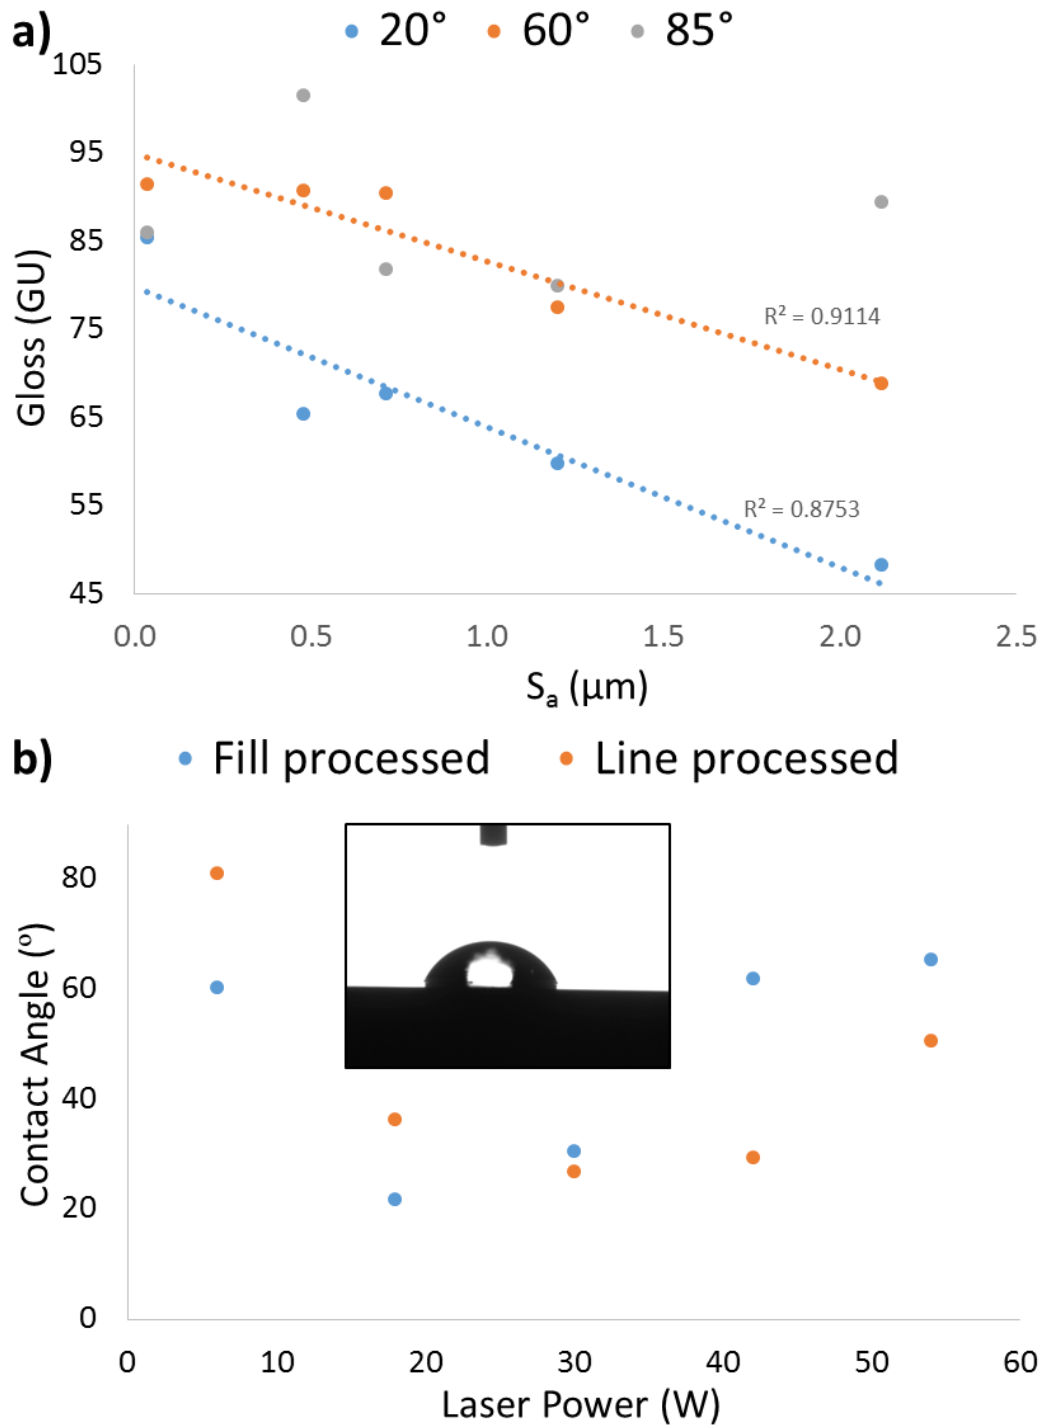 a)
20° 60° 85°
105
95
85
75
65
55
45
Gloss (GU)
R² = 0.9114
R² = 0.8753
0.0 0.5 1.0 1.5 2.0 2.5
Sₐ (μm)
b)
Fill processed Line processed
80
60
40
20
0
Contact Angle (º)
0 10 20 30 40 50 60
Laser Power (W)